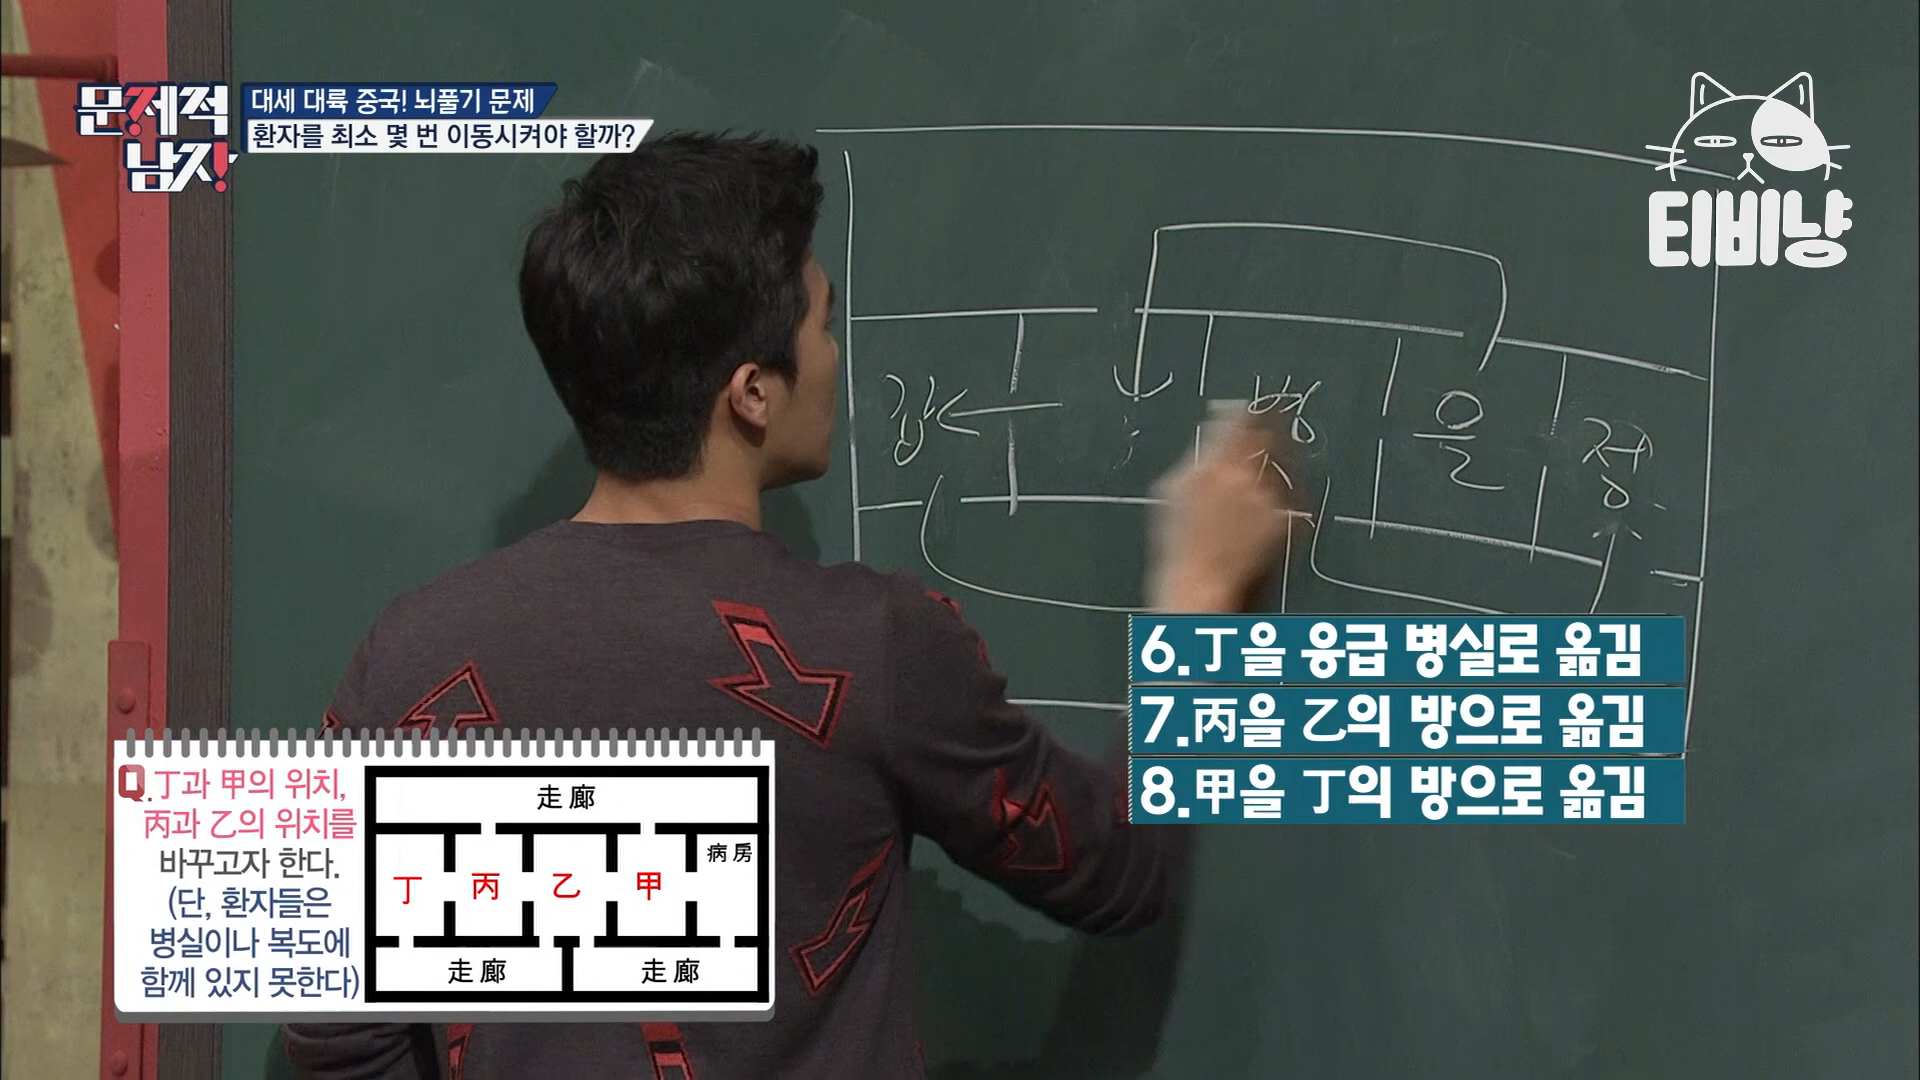 문제적
남자!
대세 대륙 중국! 뇌풀기 문제
환자를 최소 몇 번 이동시켜야 할까?
티비냥
갑
병
을
정
6.丁을 응급 병실로 옮김
7.丙을 乙의 방으로 옮김
8.甲을 丁의 방으로 옮김
Q.丁과 甲의 위치,
丙과 乙의 위치를
바꾸고자 한다.
(단, 환자들은
병실이나 복도에
함께 있지 못한다)
走廊
病房
丁 丙 乙 甲
走廊 走廊